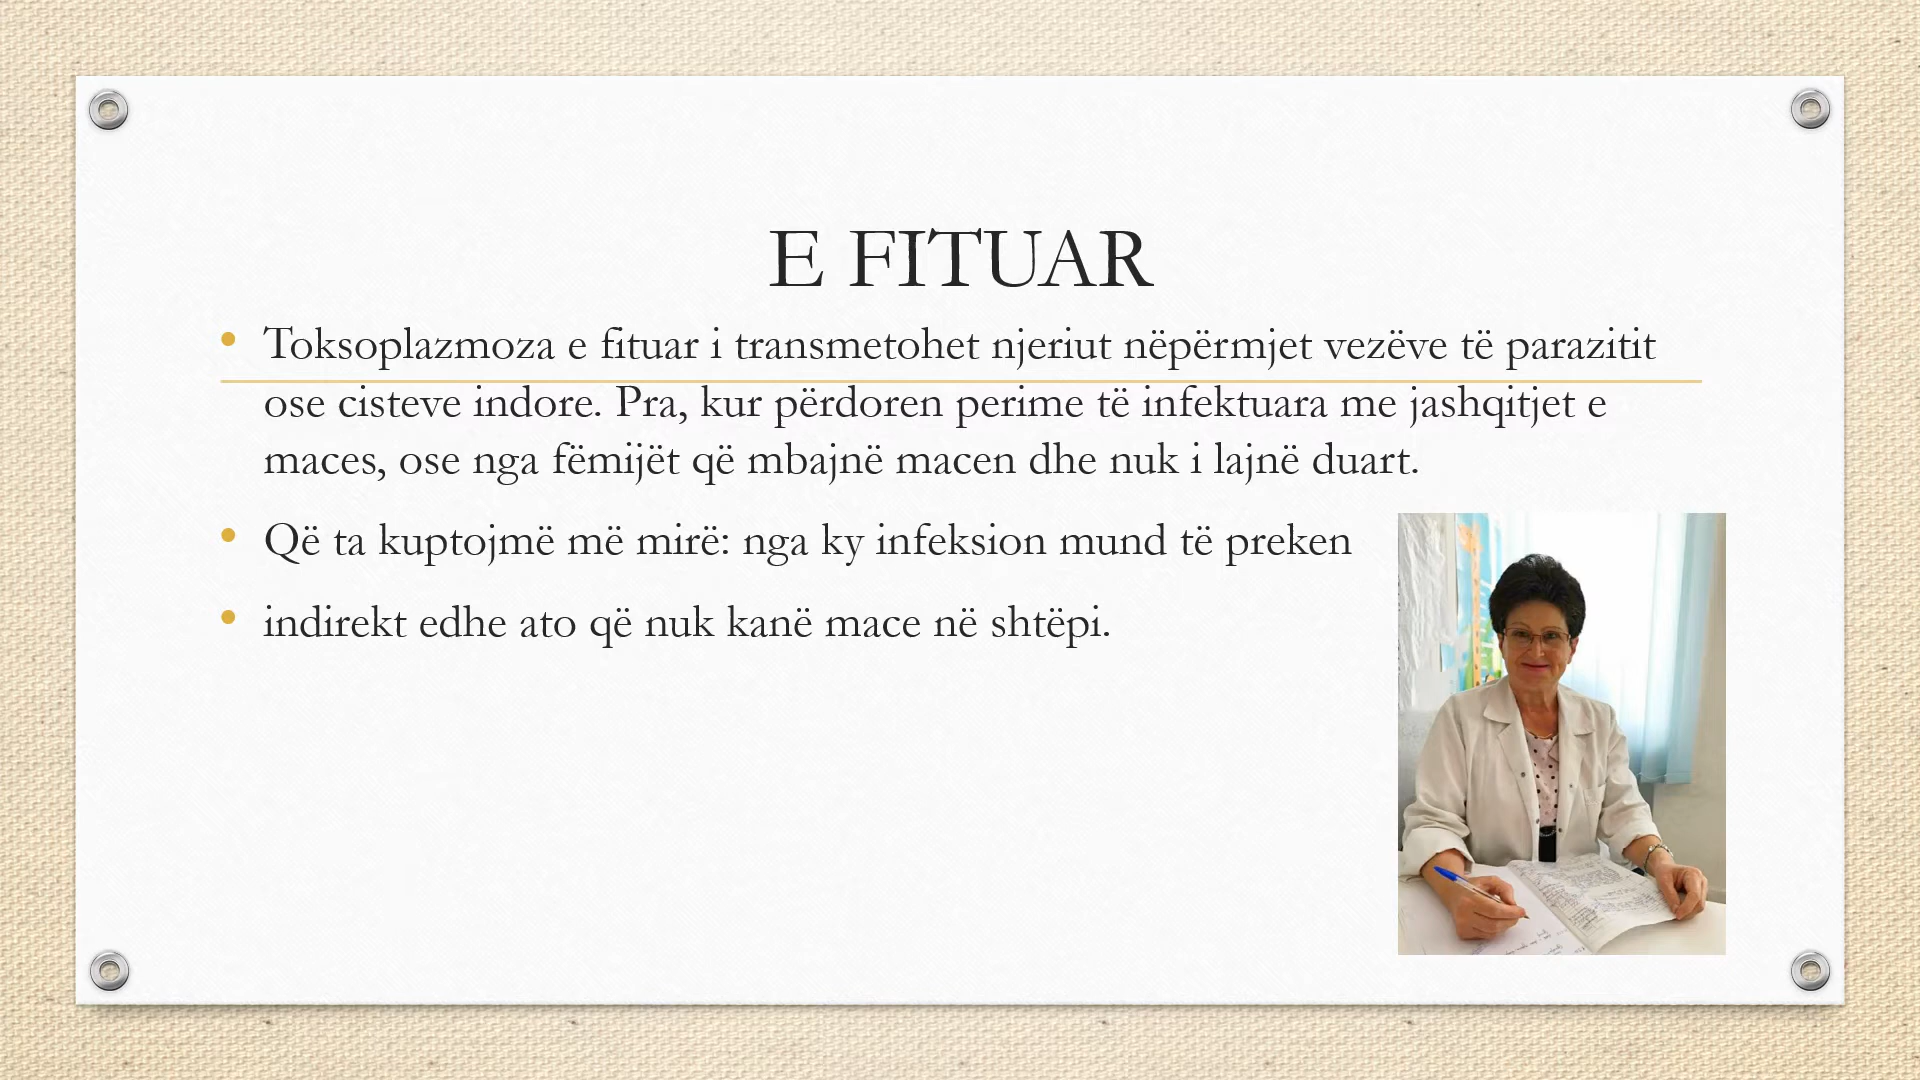 E FITUAR
• Toksoplazmoza e fituar i transmetohet njeriut nëpërmjet vezëve të parazitit
ose cisteve indore. Pra, kur përdoren perime të infektuara me jashqitjet e
maces, ose nga fëmijët që mbajnë macen dhe nuk i lajnë duart.
• Që ta kuptojmë më mirë: nga ky infeksion mund të preken
• indirekt edhe ato që nuk kanë mace në shtëpi.